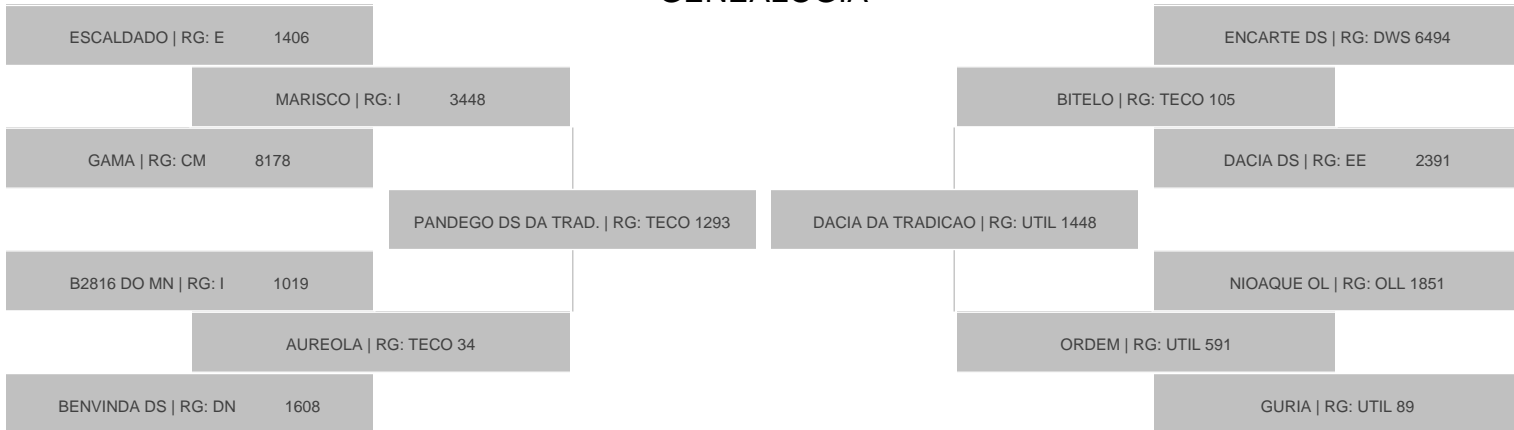 GENEALOGIA
ESCALDADO | RG: E 1406
ENCARTE DS | RG: DWS 6494
MARISCO | RG: I 3448
BITELO | RG: TECO 105
GAMA | RG: CM 8178
DACIA DS | RG: EE 2391
PANDEGO DS DA TRAD. | RG: TECO 1293
DACIA DA TRADICAO | RG: UTIL 1448
B2816 DO MN | RG: I 1019
NIOAQUE OL | RG: OLL 1851
AUREOLA | RG: TECO 34
ORDEM | RG: UTIL 591
BENVINDA DS | RG: DN 1608
GURIA | RG: UTIL 89